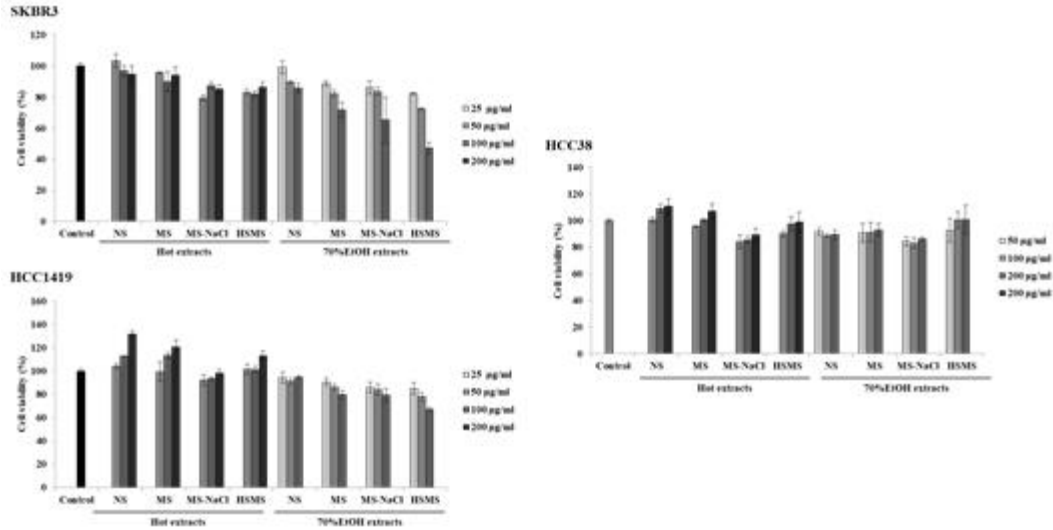 SKBR3
120
100
80
60
40
20
0
Cell viability (%)
Control NS MS MS-NaCl HSMS NS MS MS-NaCl HSMS
Hot extracts 70%EtOH extracts
25 μg/ml
50 μg/ml
100 μg/ml
200 μg/ml
HCC1419
160
140
120
100
80
60
40
20
0
Cell viability (%)
Control NS MS MS-NaCl HSMS NS MS MS-NaCl HSMS
Hot extracts 70%EtOH extracts
25 μg/ml
50 μg/ml
100 μg/ml
200 μg/ml
HCC38
140
120
100
80
60
40
20
0
Cell viability (%)
Control NS MS MS-NaCl HSMS NS MS MS-NaCl HSMS
Hot extracts 70%EtOH extracts
50 μg/ml
100 μg/ml
200 μg/ml
200 μg/ml